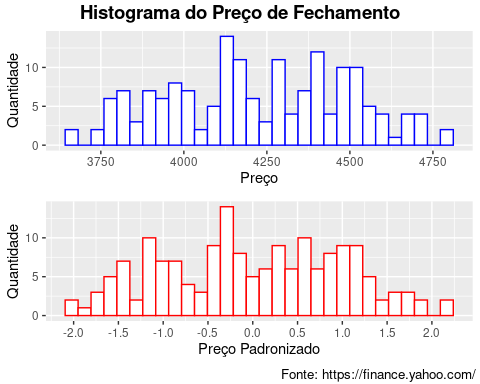 Histograma do Preço de Fechamento
Quantidade
10
5
0
3750 4000 4250 4500 4750
Preço
Quantidade
10
5
0
-2.0 -1.5 -1.0 -0.5 0.0 0.5 1.0 1.5 2.0
Preço Padronizado
Fonte: https://finance.yahoo.com/